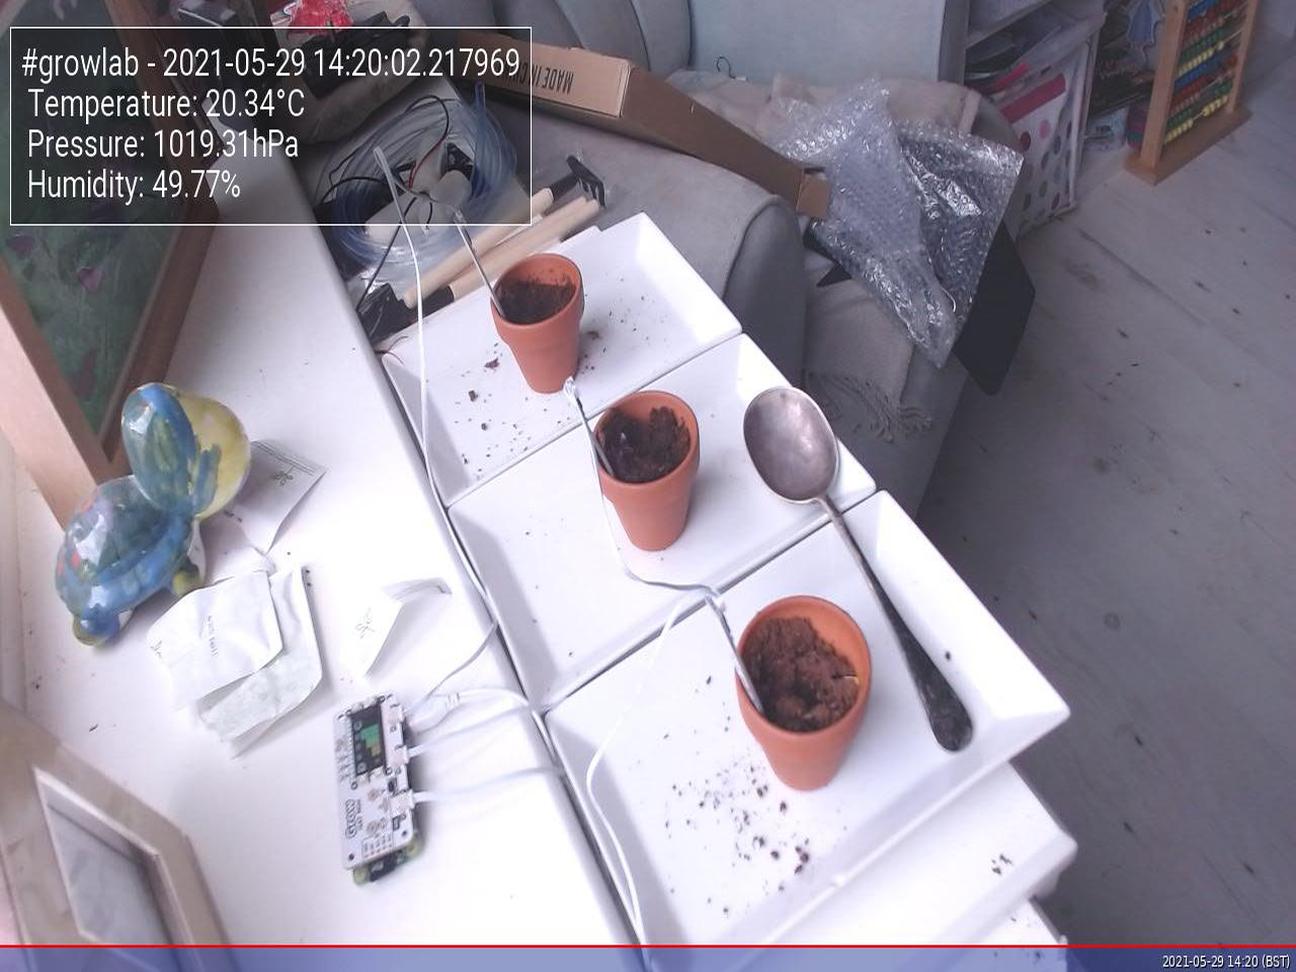 #growlab - 2021-05-29 14:20:02.217969
Temperature: 20.34°C
Pressure: 1019.31hPa
Humidity: 49.77%
MADE IN C
GROW
2021-05-29 14:20 (BST)